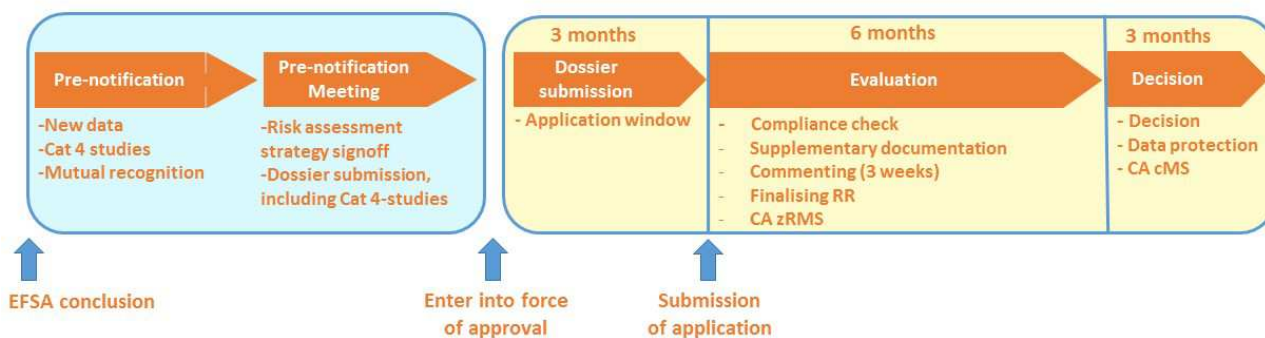 Pre-notification
-New data
-Cat 4 studies
-Mutual recognition
Pre-notification
Meeting
-Risk assessment
strategy signoff
-Dossier submission,
including Cat 4-studies
3 months
Dossier
submission
- Application window
6 months
Evaluation
- Compliance check
- Supplementary documentation
- Commenting (3 weeks)
- Finalising RR
- CA zRMS
3 months
Decision
- Decision
- Data protection
- CA cMS
EFSA conclusion
Enter into force
of approval
Submission
of application